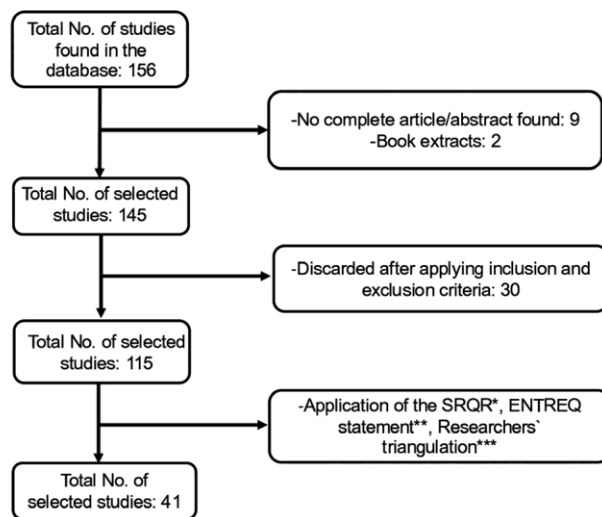 Total No. of studies
found in the
database: 156
-No complete article/abstract found: 9
-Book extracts: 2
Total No. of selected
studies: 145
-Discarded after applying inclusion and
exclusion criteria: 30
Total No. of selected
studies: 115
-Application of the SRQR*, ENTREQ
statement**, Researchers`
triangulation***
Total No. of
selected studies: 41